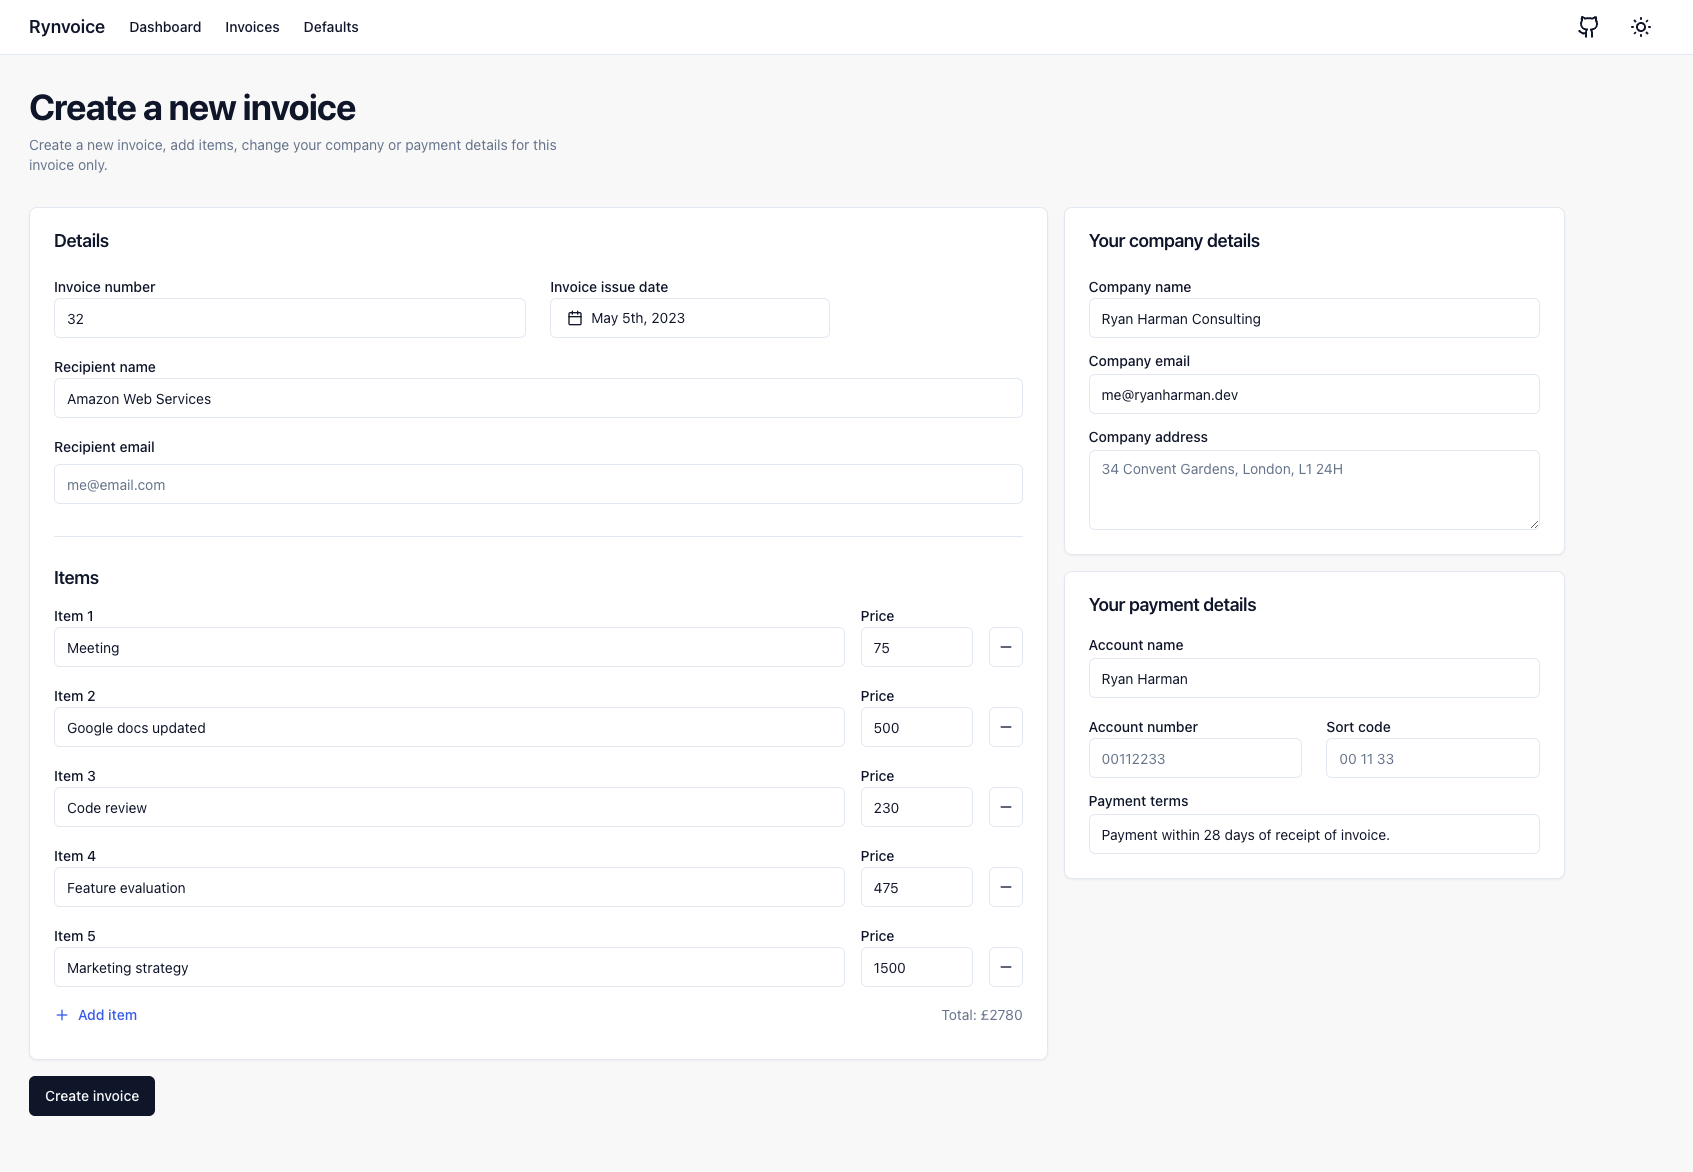 Rynvoice Dashboard Invoices Defaults
Create a new invoice
Create a new invoice, add items, change your company or payment details for this
invoice only.
Details
Invoice number Invoice issue date
32 May 5th, 2023
Recipient name
Amazon Web Services
Recipient email
me@email.com
Items
Item 1 Price
Meeting 75
Item 2 Price
Google docs updated 500
Item 3 Price
Code review 230
Item 4 Price
Feature evaluation 475
Item 5 Price
Marketing strategy 1500
Add item Total: £2780
Create invoice
Your company details
Company name
Ryan Harman Consulting
Company email
me@ryanharman.dev
Company address
34 Convent Gardens, London, L1 24H
Your payment details
Account name
Ryan Harman
Account number Sort code
00112233 00 11 33
Payment terms
Payment within 28 days of receipt of invoice.